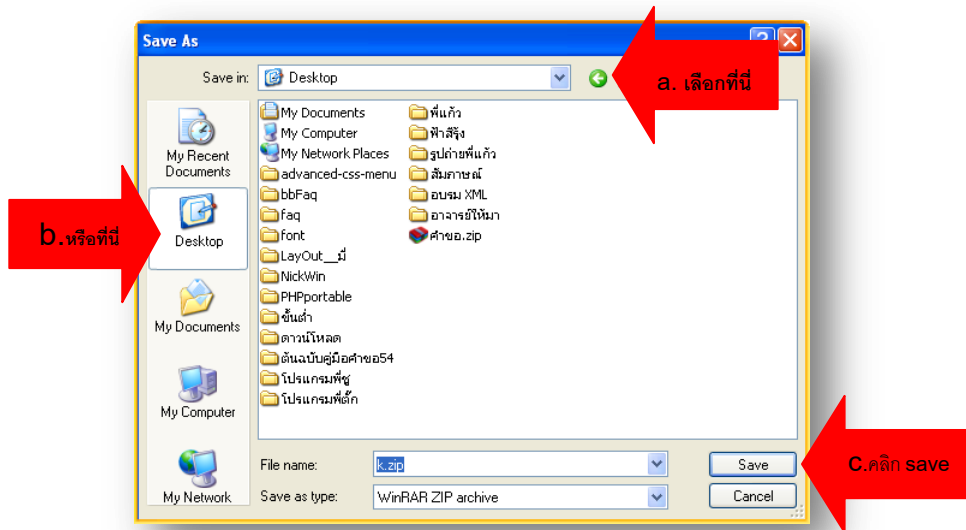 Save As
Save in: Desktop
a. เลือกที่นี่
My Recent
Documents
Desktop
My Documents
My Computer
My Network
b.หรือที่นี่
My Documents
My Computer
My Network Places
advanced-css-menu
bbFaq
faq
font
LayOut__มี่
NickWin
PHPportable
ขั้นต่ำ
ดาวน์โหลด
ต้นฉบับคู่มือคำขอ54
โปรแกรมพี่ชู
โปรแกรมพี่ตั๊ก
พี่แก้ว
ฟ้าสีรุ้ง
รูปถ่ายพี่แก้ว
สัมภาษณ์
อบรม XML
อาจารย์ให้มา
คำขอ.zip
File name: k.zip
Save
Save as type: WinRAR ZIP archive
Cancel
C.คลิก save